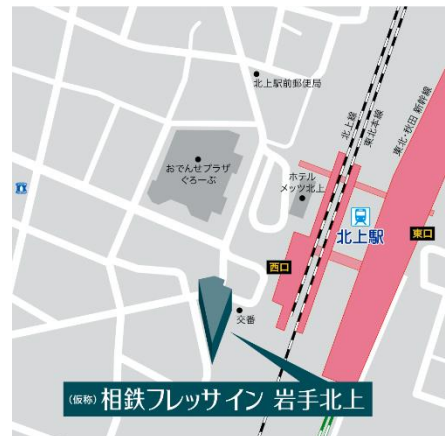 北上駅前郵便局
北上線
東北本線
東北・秋田 新幹線
おでんせプラザ
ぐろーぶ
ホテル
メッツ北上
北上駅
東口
西口
交番
(仮称) 相鉄フレッサイン 岩手北上